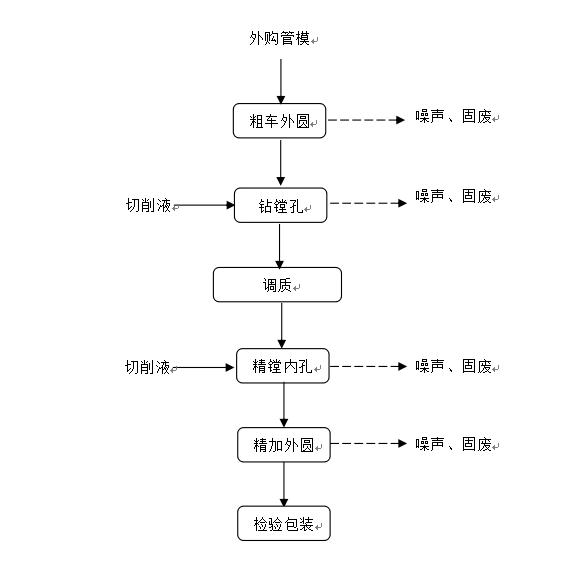 外购管模
粗车外圆
噪声、固废
切削液
钻镗孔
噪声、固废
调质
切削液
精镗内孔
噪声、固废
精加外圆
噪声、固废
检验包装